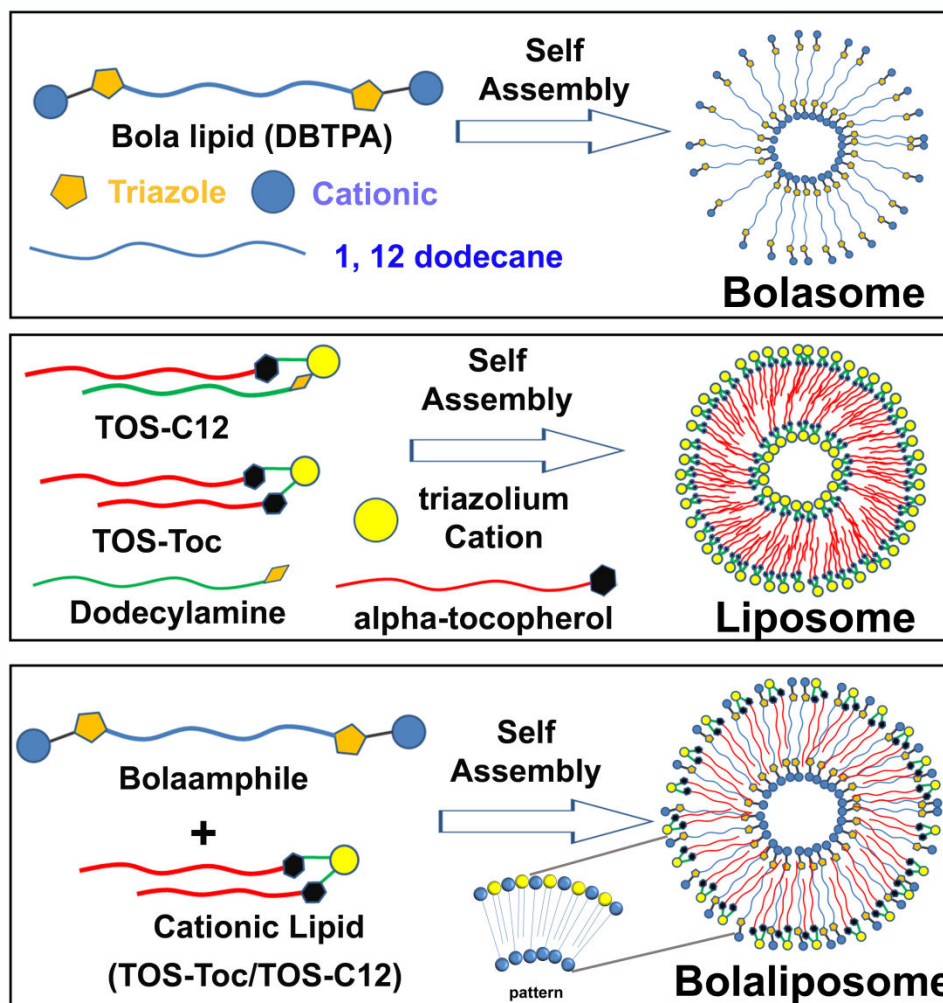 Self
Assembly
Bola lipid (DBTPA)
Triazole
Cationic
1, 12 dodecane
Bolasome
Self
Assembly
TOS-C12
triazolium
Cation
TOS-Toc
Dodecylamine
alpha-tocopherol
Liposome
Self
Assembly
Bolaamphile
+
Cationic Lipid
(TOS-Toc/TOS-C12)
pattern
Bolaliposome